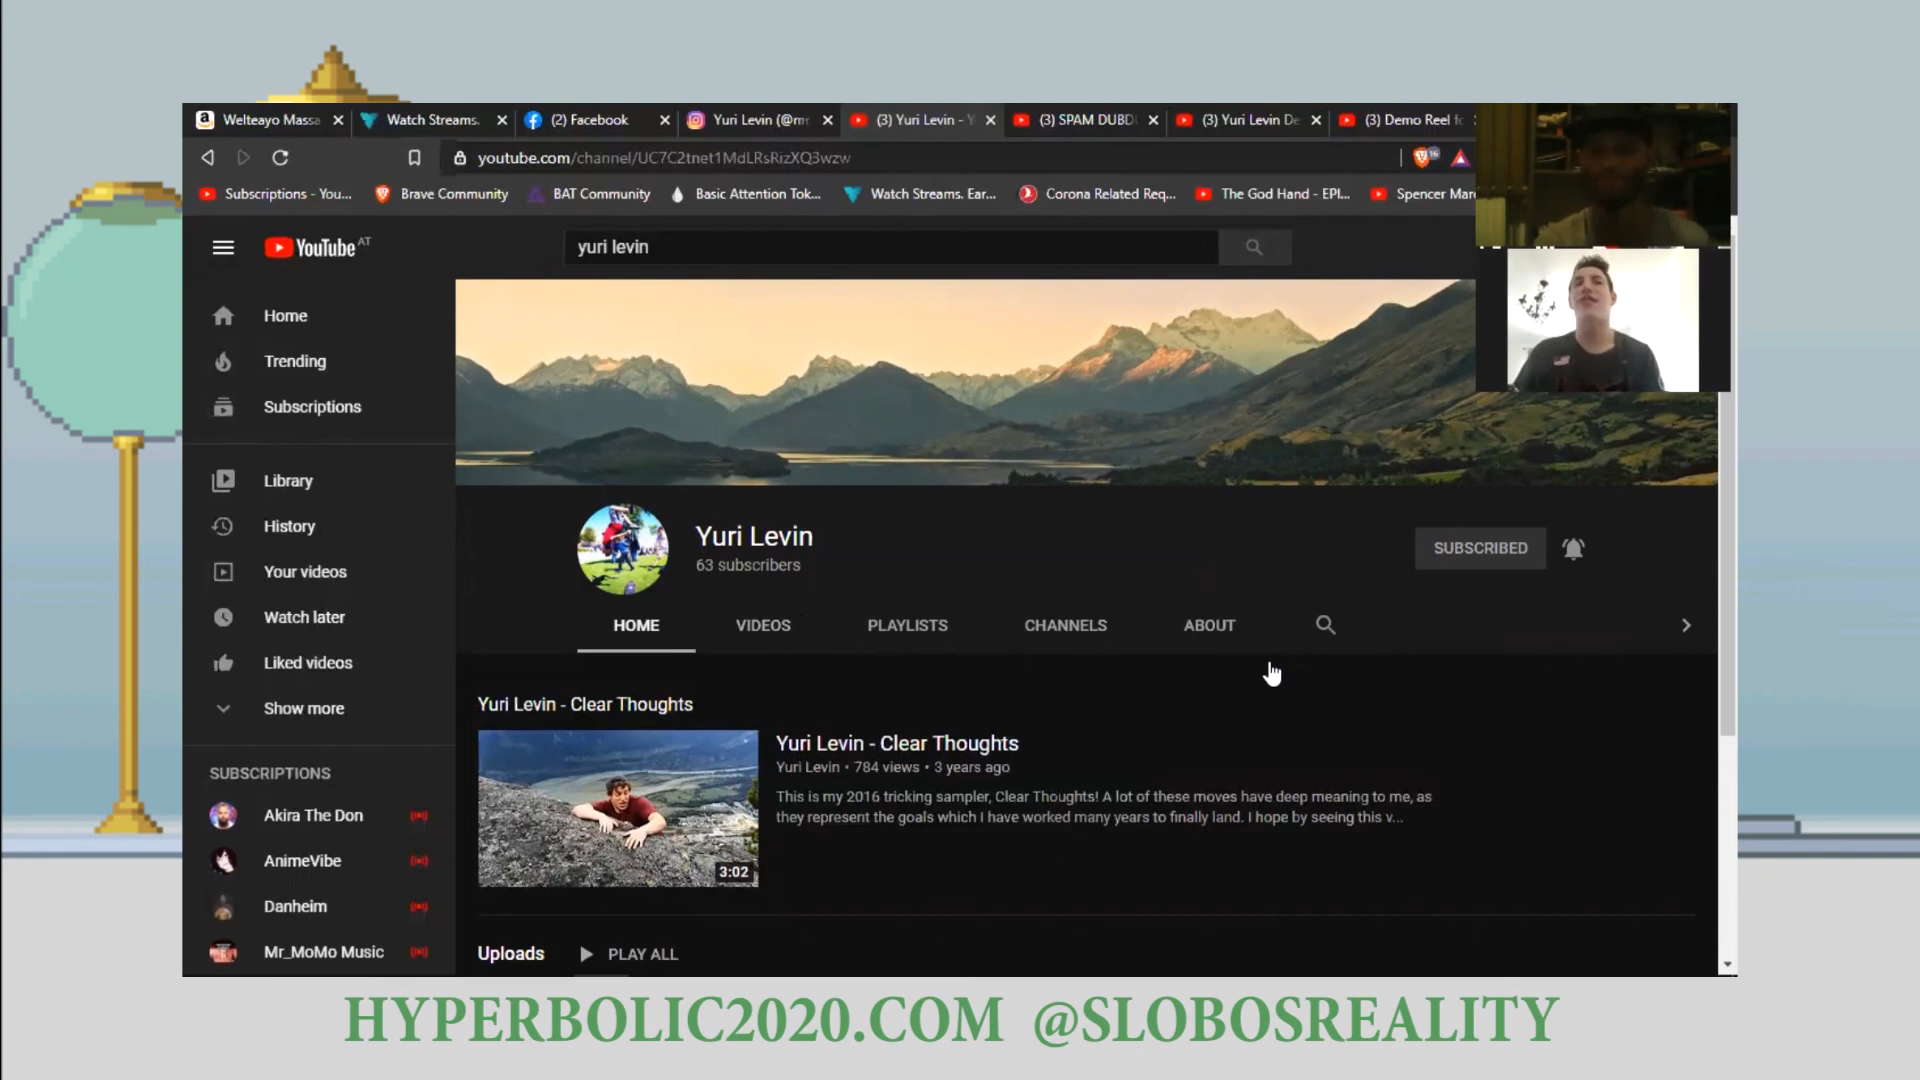 Welteayo Massa
Watch Streams.
(2) Facebook
Yuri Levin (@mr
(3) Yuri Levin - Y
(3) SPAM DUBD
(3) Yuri Levin De
(3) Demo Reel fo
youtube.com/channel/UC7C2tnet1MdLRsRizXQ3wzw
Subscriptions - You...
Brave Community
BAT Community
Basic Attention Tok...
Watch Streams. Ear...
Corona Related Req...
The God Hand - EPI...
Spencer Mar
YouTube AT
yuri levin
Home
Trending
Subscriptions
Library
History
Your videos
Watch later
Liked videos
Show more
SUBSCRIPTIONS
Akira The Don
AnimeVibe
Danheim
Mr_MoMo Music
Yuri Levin
63 subscribers
SUBSCRIBED
HOME
VIDEOS
PLAYLISTS
CHANNELS
ABOUT
Yuri Levin - Clear Thoughts
3:02
Yuri Levin - Clear Thoughts
Yuri Levin • 784 views • 3 years ago
This is my 2016 tricking sampler, Clear Thoughts! A lot of these moves have deep meaning to me, as
they represent the goals which I have worked many years to finally land. I hope by seeing this v...
Uploads
PLAY ALL
HYPERBOLIC2020.COM @SLOBOSREALITY